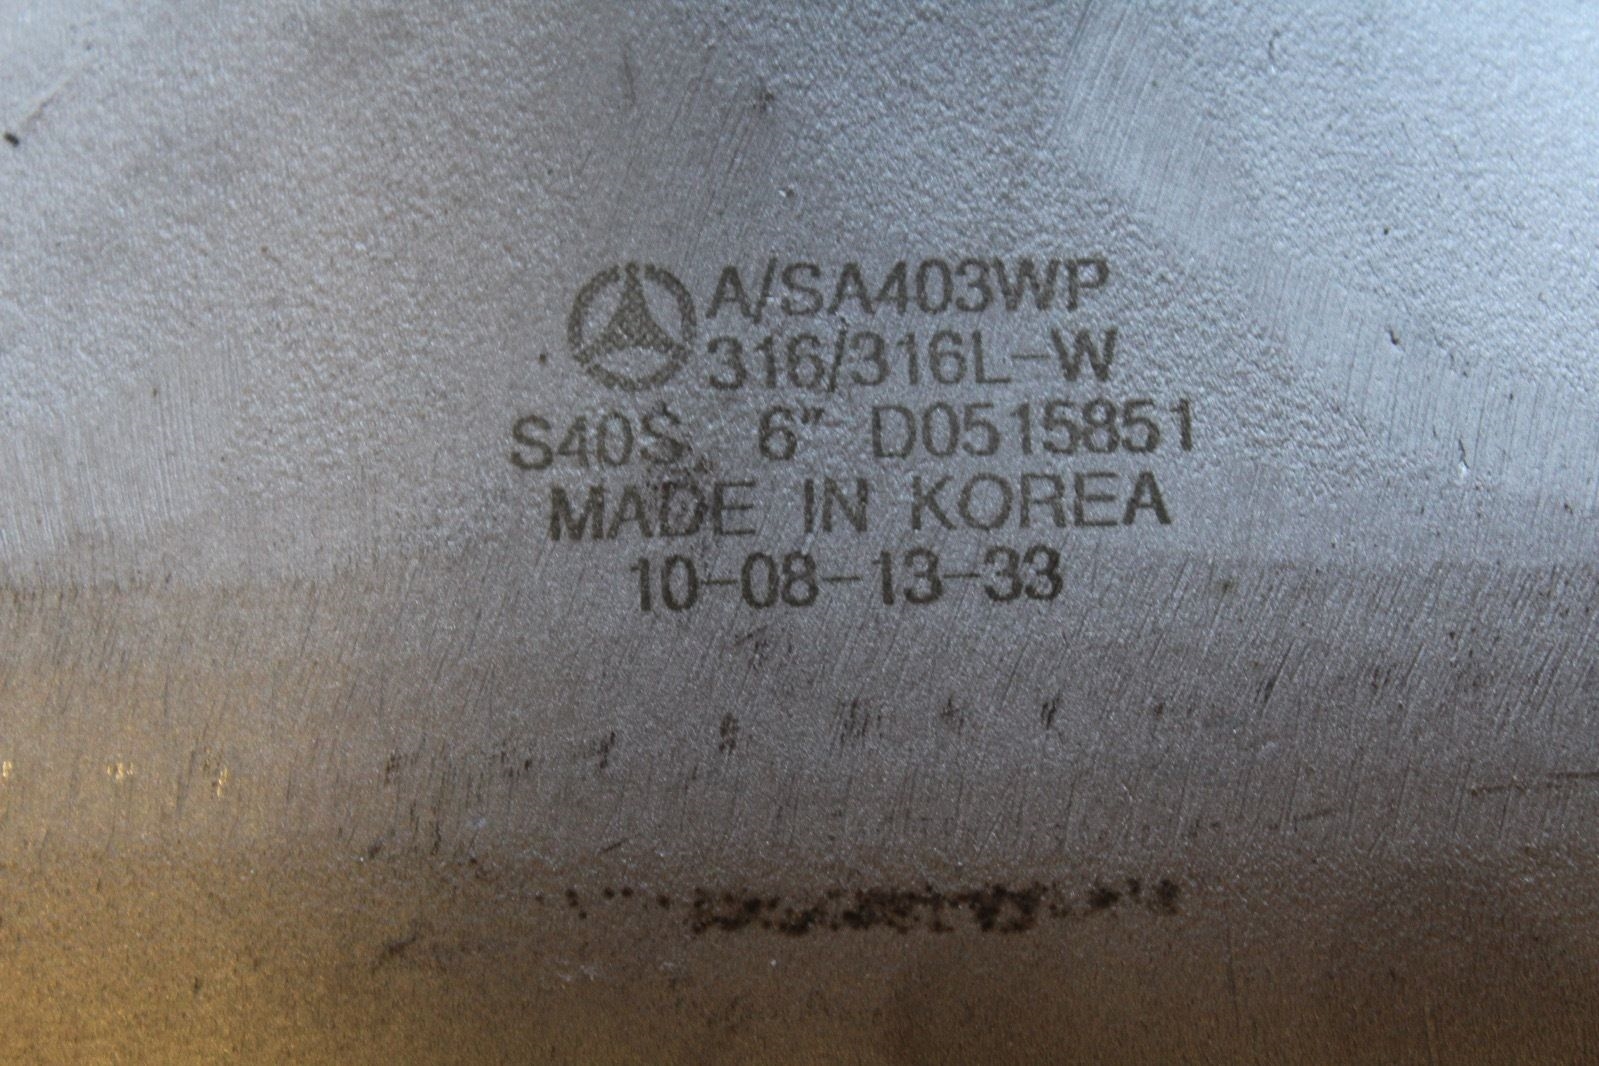 A/SA403WP
316/316L-W
S40S 6" D0515851
MADE IN KOREA
10-08-13-33